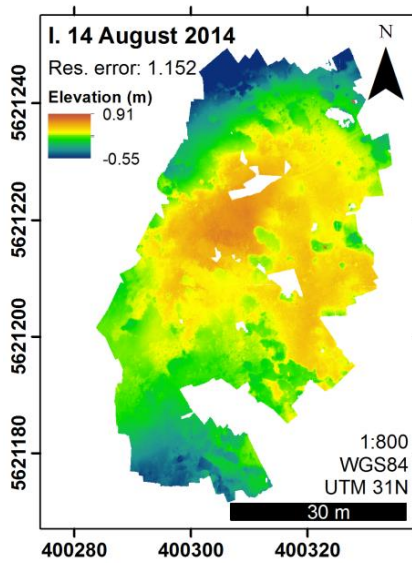 I. 14 August 2014
N
Res. error: 1.152
Elevation (m)
0.91
-0.55
5621240
5621220
5621200
5621180
1:800
WGS84
UTM 31N
30 m
400280 400300 400320